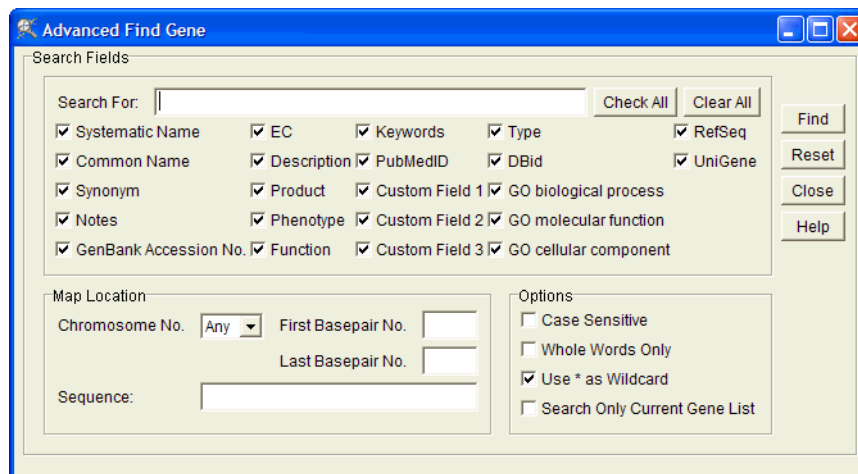 Advanced Find Gene
Search Fields
Search For: Check All Clear All
Systematic Name EC Keywords Type RefSeq
Common Name Description PubMedID DBid UniGene
Synonym Product Custom Field 1 GO biological process
Notes Phenotype Custom Field 2 GO molecular function
GenBank Accession No. Function Custom Field 3 GO cellular component
Find
Reset
Close
Help
Map Location
Chromosome No. Any First Basepair No.
Last Basepair No.
Sequence:
Options
Case Sensitive
Whole Words Only
Use * as Wildcard
Search Only Current Gene List